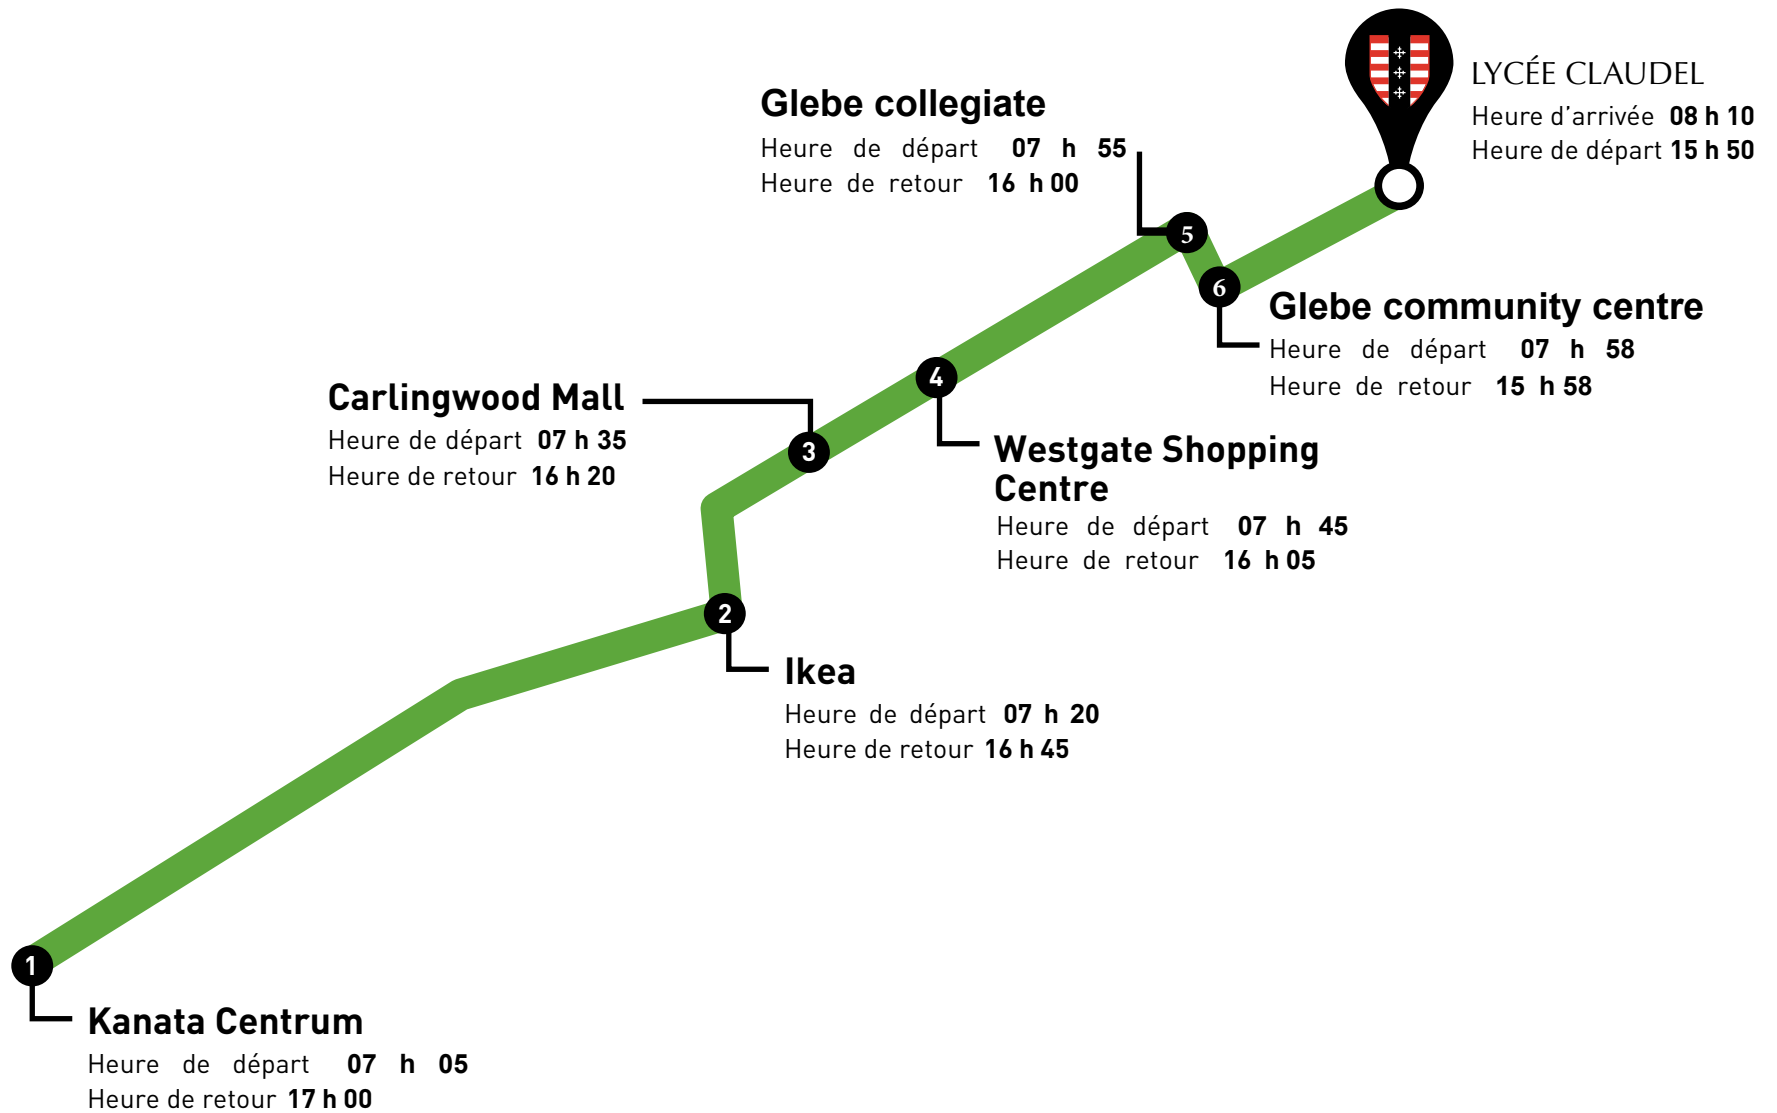 LYCÉE CLAUDEL
Heure d'arrivée 08 h 10
Heure de départ 15 h 50
Glebe collegiate
Heure de départ 07 h 55
Heure de retour 16 h 00
5
6
Glebe community centre
Heure de départ 07 h 58
Heure de retour 15 h 58
4
Westgate Shopping
Centre
Heure de départ 07 h 45
Heure de retour 16 h 05
Carlingwood Mall
Heure de départ 07 h 35
Heure de retour 16 h 20
3
2
Ikea
Heure de départ 07 h 20
Heure de retour 16 h 45
1
Kanata Centrum
Heure de départ 07 h 05
Heure de retour 17 h 00